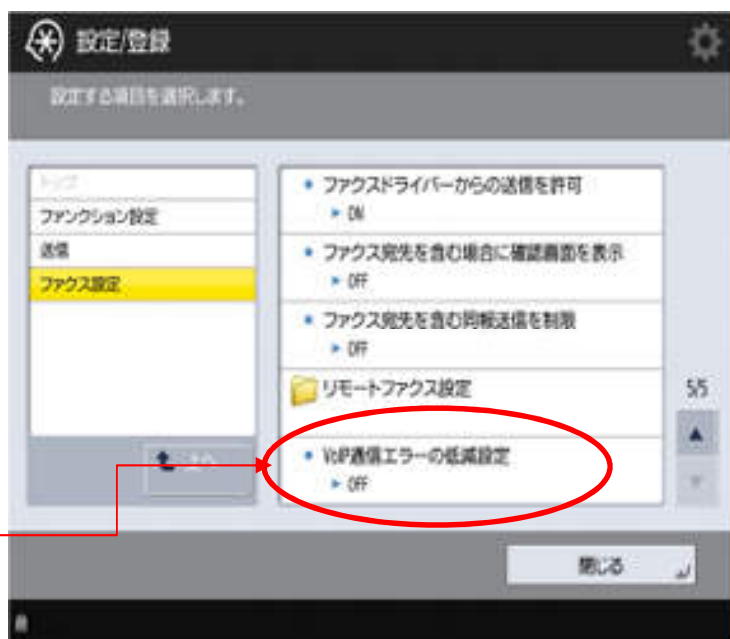 設定/登録
設定する項目を選択します。
トップ
ファンクション設定
送信
ファクス設定
上へ
ファクスドライバーからの送信を許可
ON
ファクス宛先を含む場合に確認画面を表示
OFF
ファクス宛先を含む同報送信を制限
OFF
リモートファクス設定
5/5
VoIP通信エラーの低減設定
OFF
閉じる